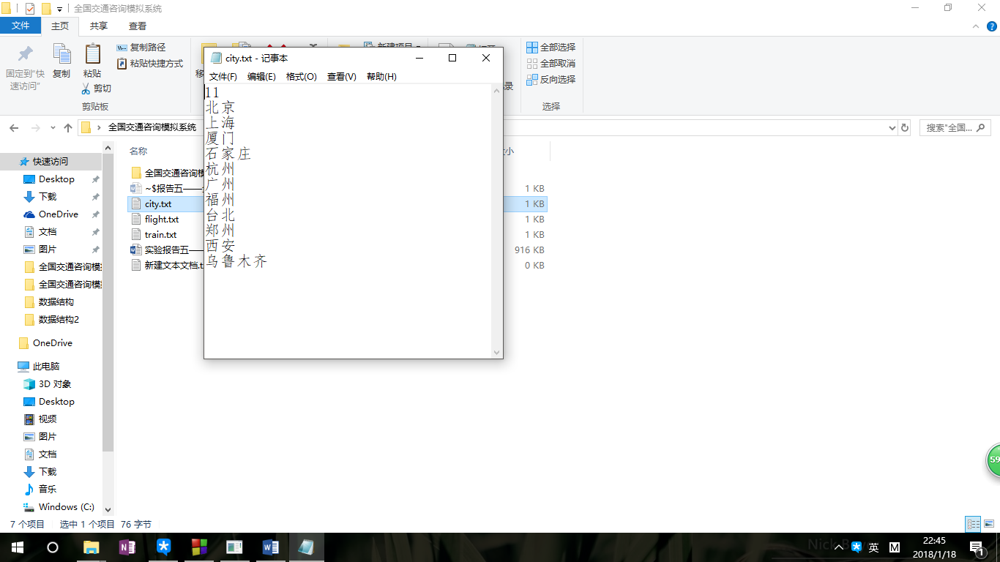 全国交通咨询模拟系统
文件 主页 共享 查看
固定到"快速访问"
复制
粘贴
复制路径
粘贴快捷方式
剪切
剪贴板
全部选择
全部取消
反向选择
选择
全国交通咨询模拟系统
搜索"全国...
city.txt - 记事本
文件(F) 编辑(E) 格式(O) 查看(V) 帮助(H)
11
北京
上海
厦门
石家庄
杭州
广州
福州
台北
郑州
西安
乌鲁木齐
名称
全国交通咨询模
~$报告五——
1 KB
city.txt
1 KB
flight.txt
1 KB
train.txt
1 KB
实验报告五——
916 KB
新建文本文档.t
0 KB
快速访问
Desktop
下载
OneDrive
文档
图片
全国交通咨询模
全国交通咨询模
数据结构
数据结构2
OneDrive
此电脑
3D 对象
Desktop
视频
图片
文档
下载
音乐
Windows (C:)
7 个项目 选中 1 个项目 76 字节
59
英
M
22:45
2018/1/18
1